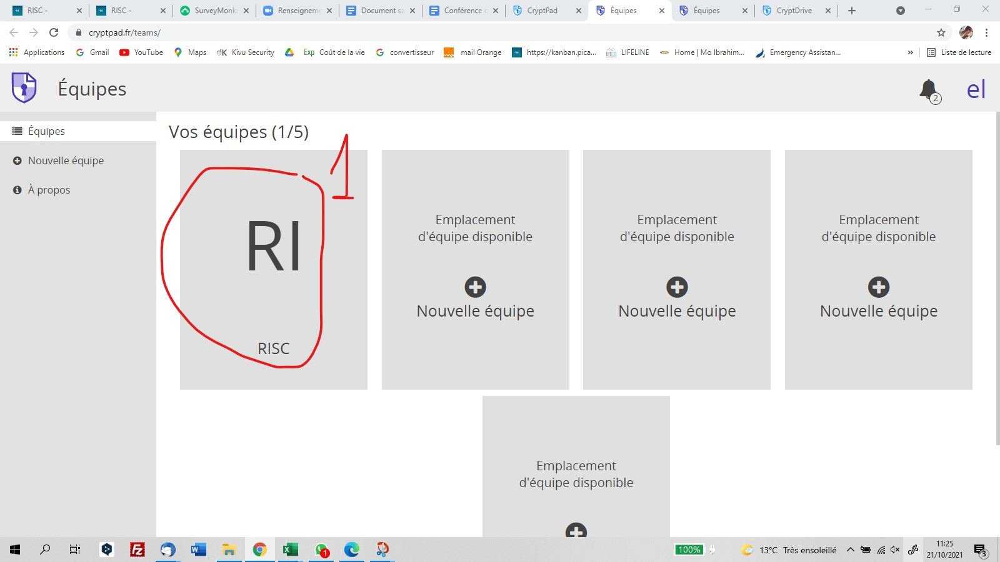 RISC -
RISC -
SurveyMonk
Renseigneme
Document sa
Conférence d
CryptPad
Équipes
Équipes
CryptDrive
cryptpad.fr/teams/
Applications
Gmail
YouTube
Maps
Kivu Security
Exp Coût de la vie
convertisseur
mail Orange
https://kanban.pica...
LIFELINE
Home | Mo Ibrahim...
Emergency Assistan...
»
Liste de lecture
Équipes
2
el
Équipes
Nouvelle équipe
À propos
Vos équipes (1/5)
1
RI
RISC
Emplacement
d'équipe disponible
Nouvelle équipe
Emplacement
d'équipe disponible
Nouvelle équipe
Emplacement
d'équipe disponible
Nouvelle équipe
Emplacement
d'équipe disponible
1
100%
13°C Très ensoleillé
11:25
21/10/2021
3